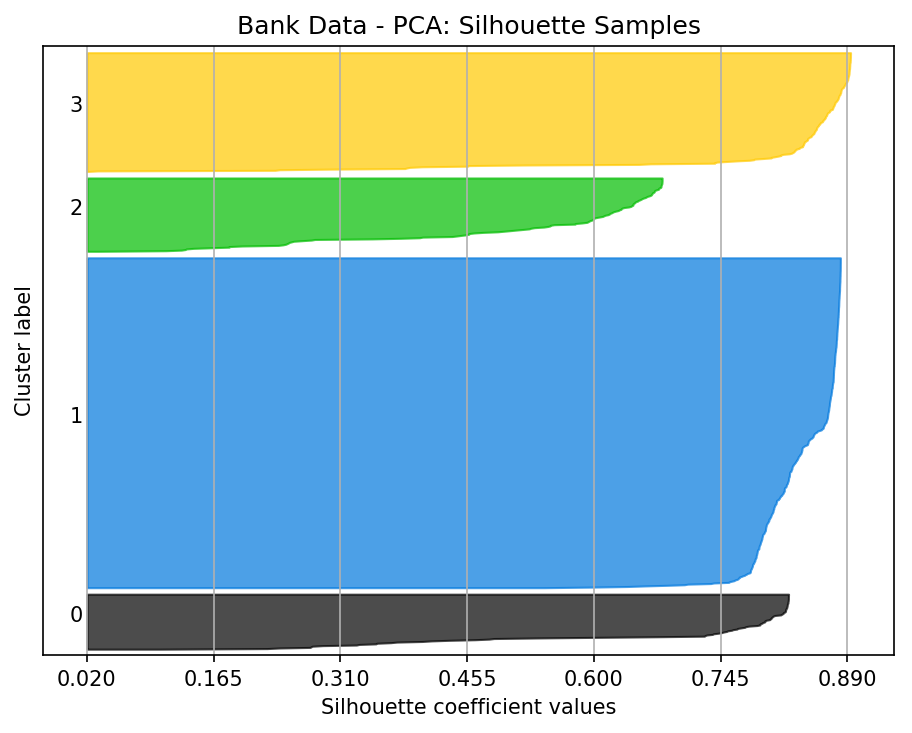 Bank Data - PCA: Silhouette Samples
Cluster label
3
2
1
0
0.020 0.165 0.310 0.455 0.600 0.745 0.890
Silhouette coefficient values